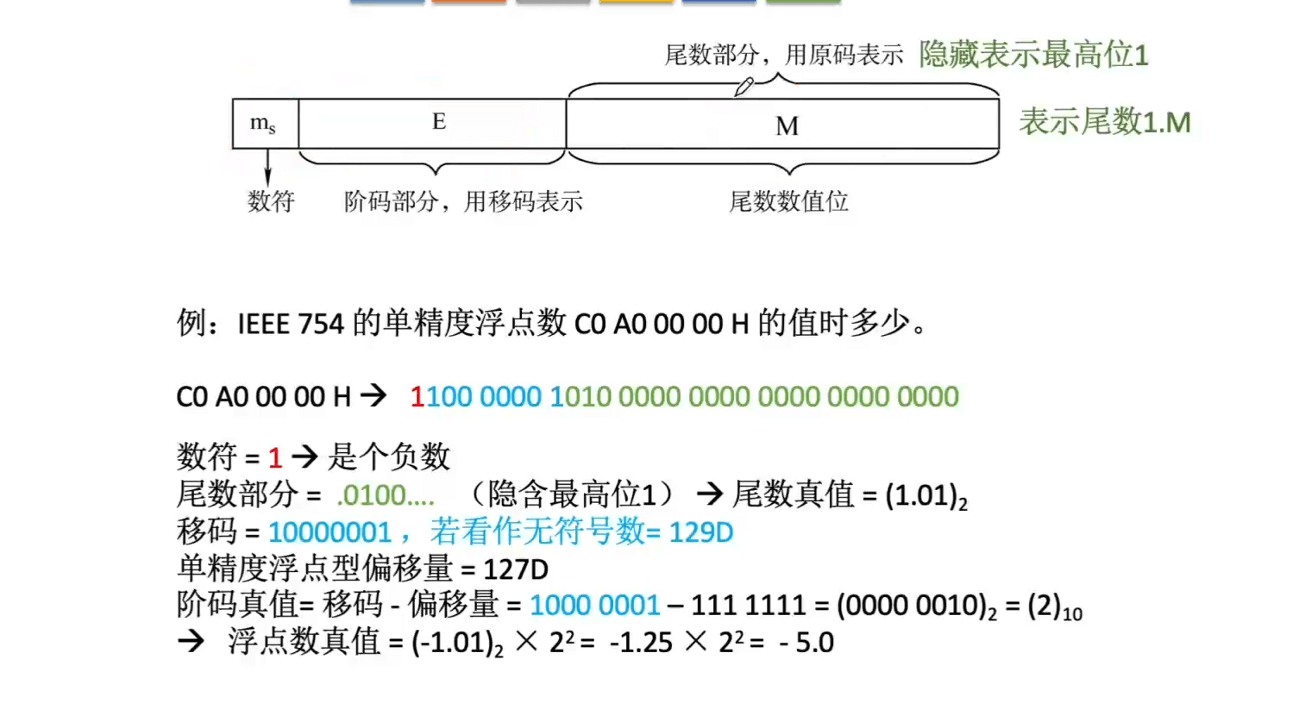 尾数部分，用原码表示 隐藏表示最高位1
mₛ E M 表示尾数1.M
数符 阶码部分，用移码表示 尾数数值位
例：IEEE 754 的单精度浮点数 C0 A0 00 00 H 的值时多少。
C0 A0 00 00 H → 1100 0000 1010 0000 0000 0000 0000 0000
数符 = 1 → 是个负数
尾数部分 = .0100.... （隐含最高位1） → 尾数真值 = (1.01)₂
移码 = 10000001 ，若看作无符号数= 129D
单精度浮点型偏移量 = 127D
阶码真值= 移码 - 偏移量 = 1000 0001 – 111 1111 = (0000 0010)₂ = (2)₁₀
→ 浮点数真值 = (-1.01)₂ × 2² = -1.25 × 2² = - 5.0